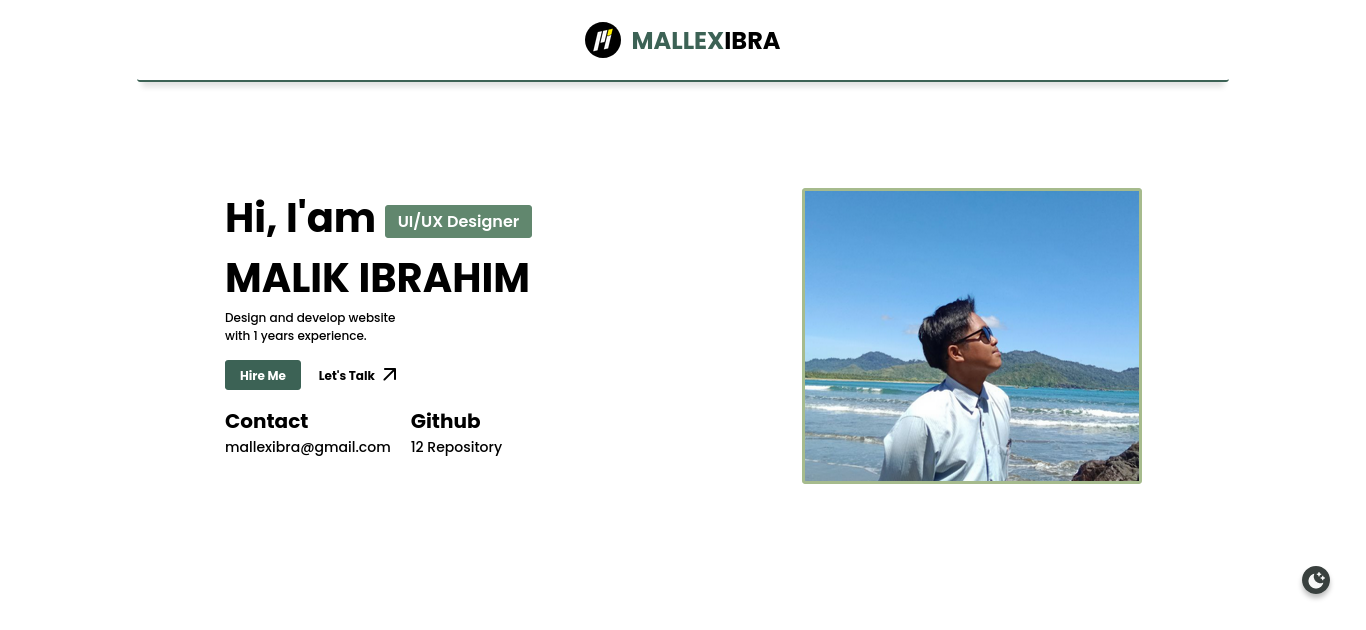 MALLEXIBRA
Hi, I'am UI/UX Designer
MALIK IBRAHIM
Design and develop website
with 1 years experience.
Hire Me Let's Talk
Contact Github
mallexibra@gmail.com 12 Repository